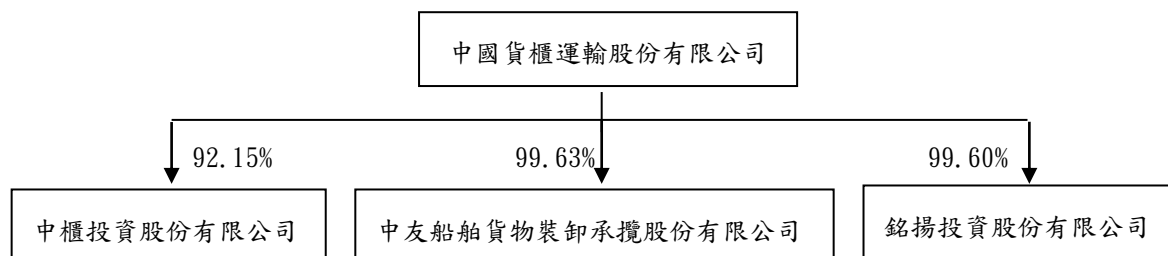 中國貨櫃運輸股份有限公司
92.15%
99.63%
99.60%
中櫃投資股份有限公司
中友船舶貨物裝卸承攬股份有限公司
銘揚投資股份有限公司